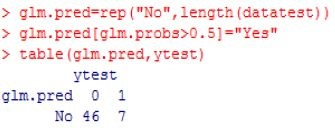 > glm.pred=rep("No",length(datatest))
> glm.pred[glm.probs>0.5]="Yes"
> table(glm.pred,ytest)
        ytest
glm.pred  0  1
      No 46  7